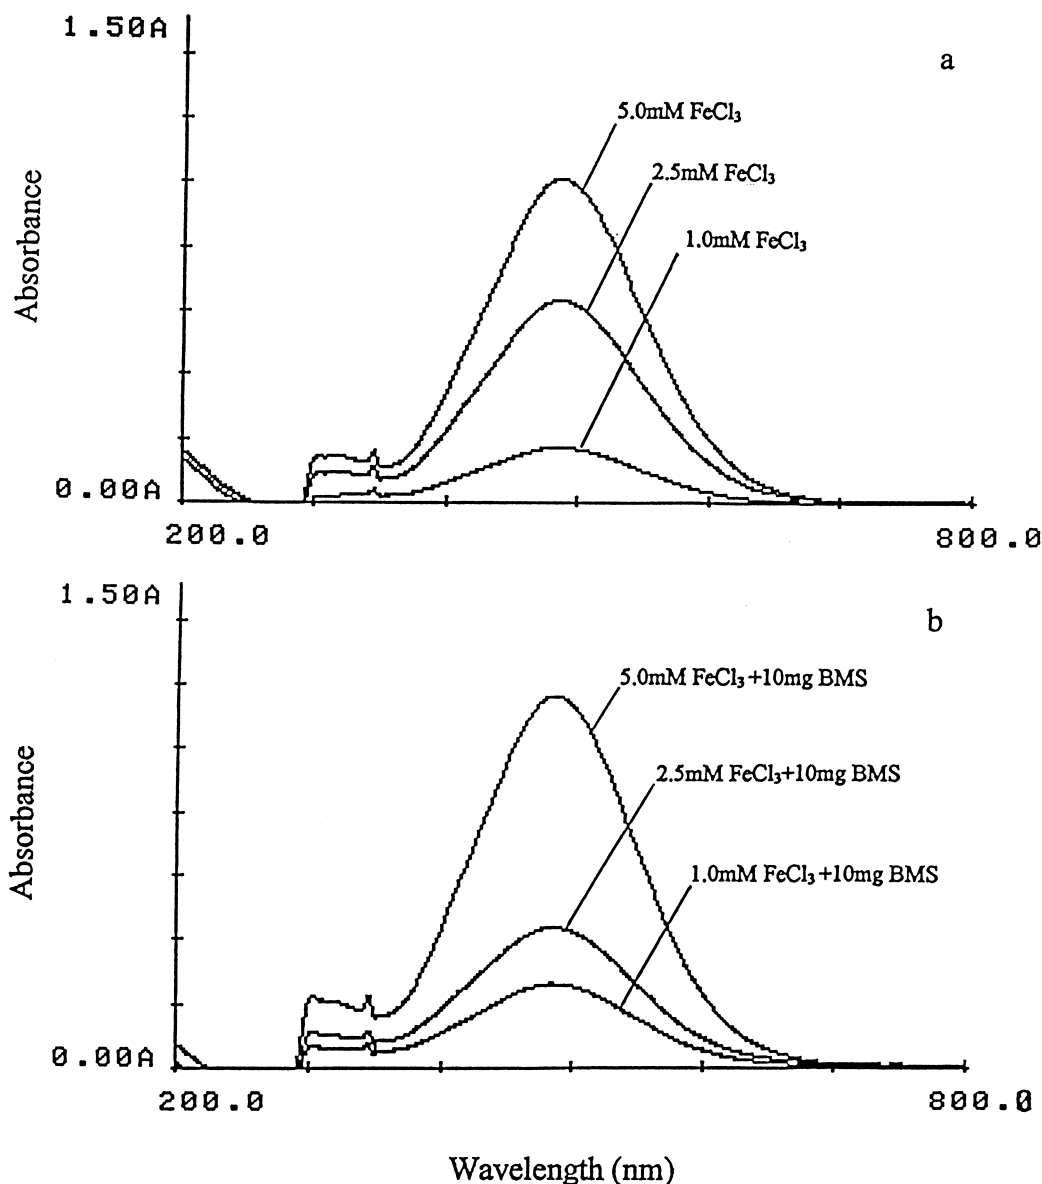 1.50A
a
5.0mM FeCl₃
2.5mM FeCl₃
1.0mM FeCl₃
Absorbance
0.00A
200.0
800.0
1.50A
b
5.0mM FeCl₃+10mg BMS
2.5mM FeCl₃+10mg BMS
1.0mM FeCl₃+10mg BMS
Absorbance
0.00A
200.0
800.0
Wavelength (nm)